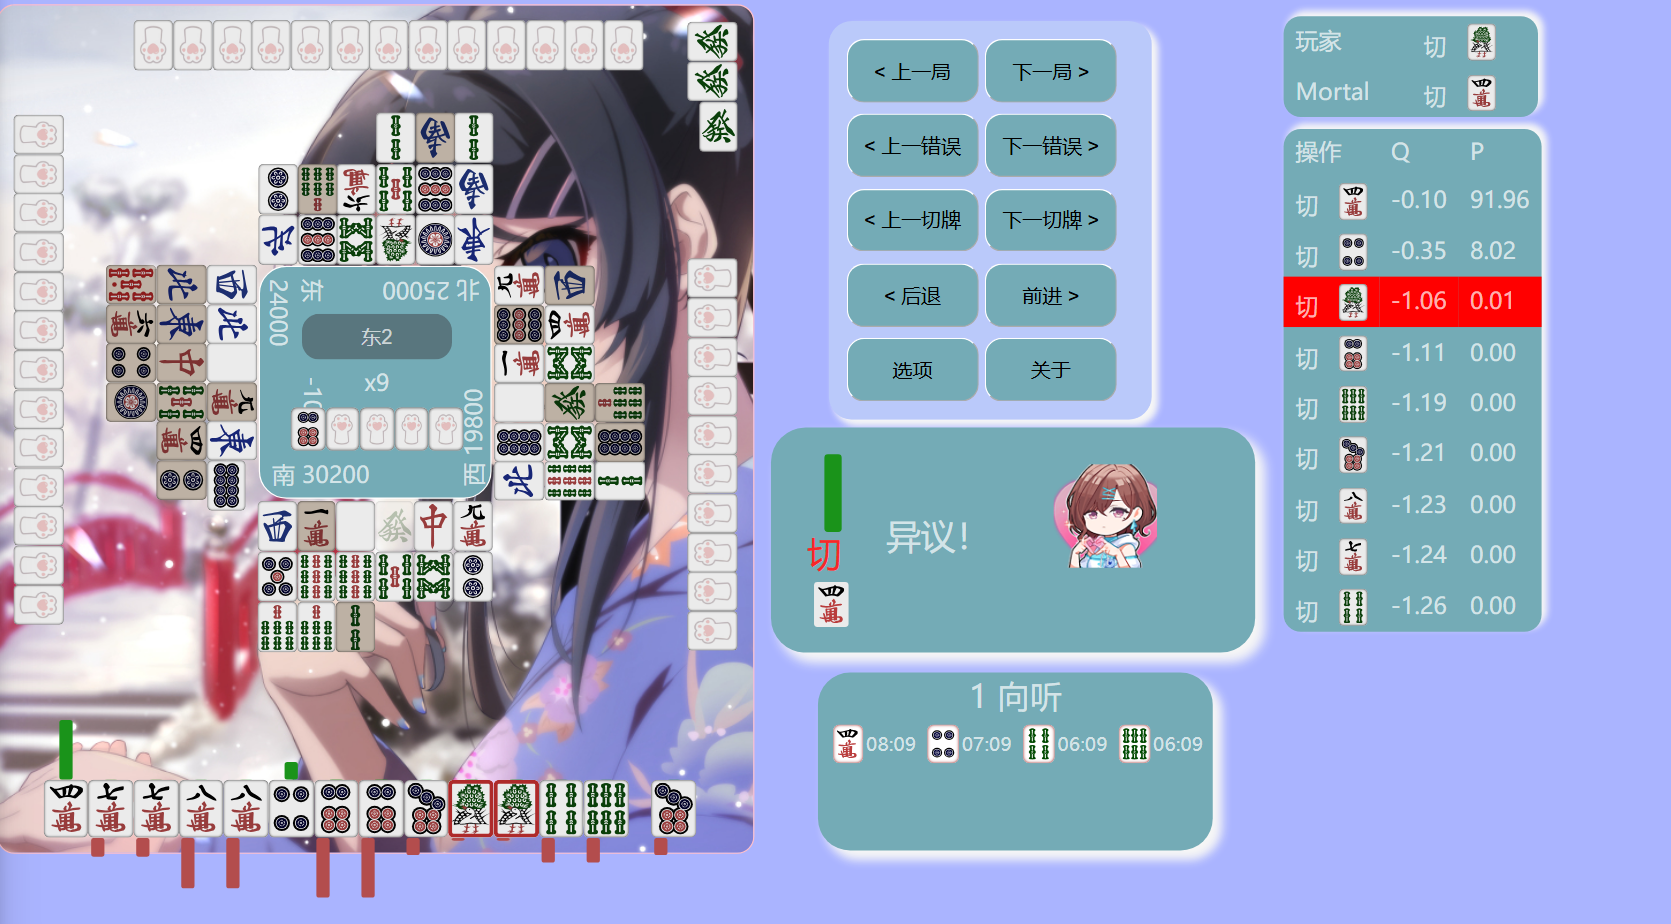 北 25000
东
24000
东2
x9
-1
西 19800
南 30200
< 上一局
下一局 >
< 上一错误
下一错误 >
< 上一切牌
下一切牌 >
< 后退
前进 >
选项
关于
切
异议!
1 向听
08:09
07:09
06:09
06:09
玩家 切
Mortal 切
操作 Q P
切 -0.10 91.96
切 -0.35 8.02
切 -1.06 0.01
切 -1.11 0.00
切 -1.19 0.00
切 -1.21 0.00
切 -1.23 0.00
切 -1.24 0.00
切 -1.26 0.00